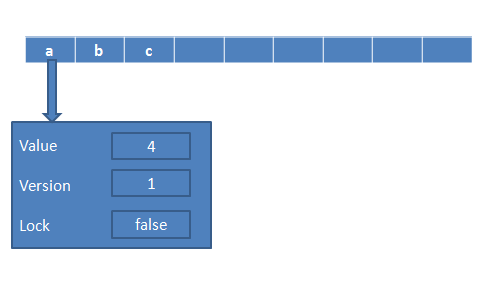 a b c
Value 4
Version 1
Lock false